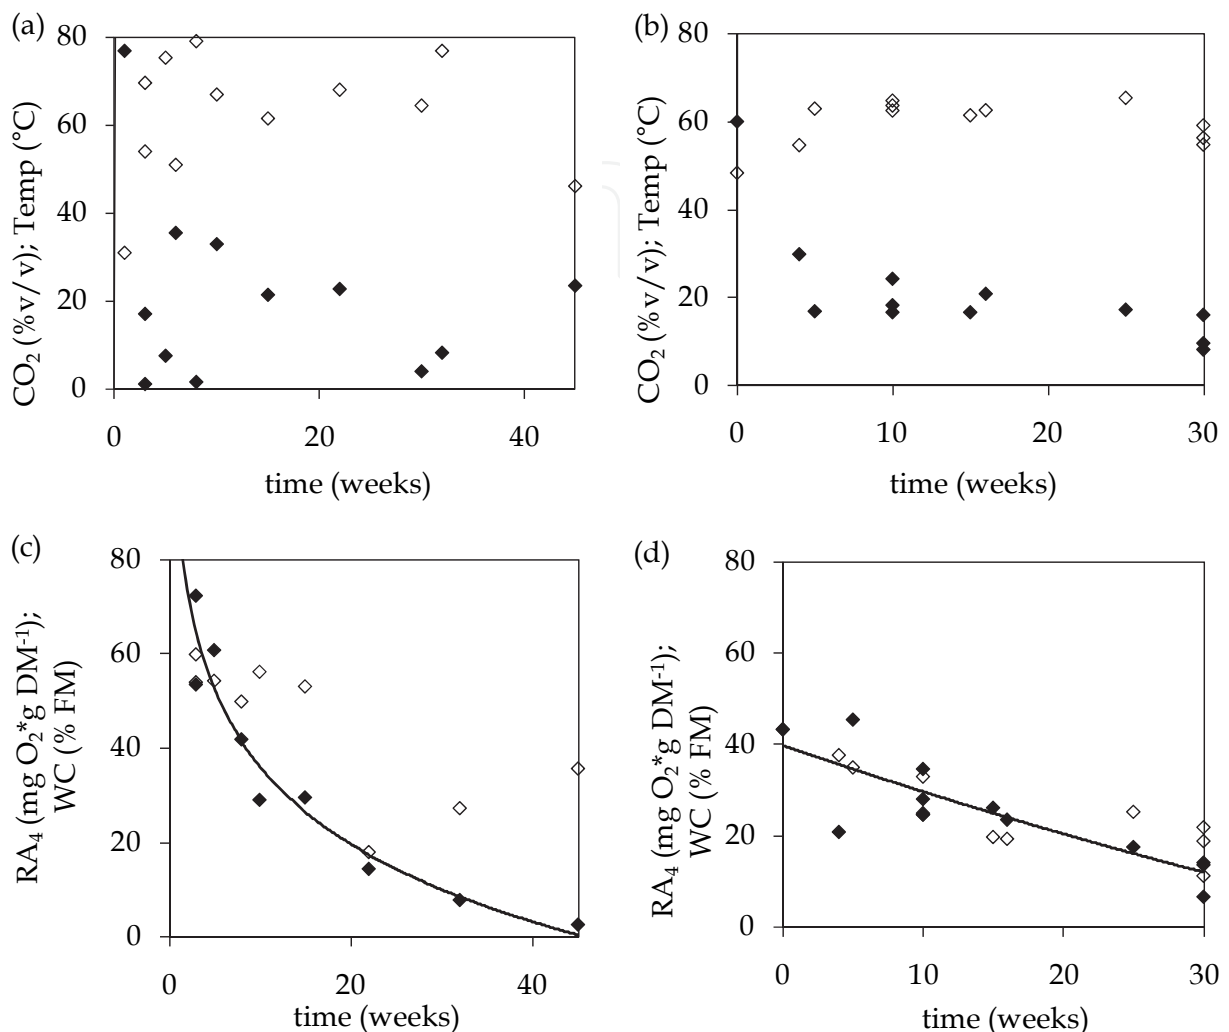 (a)
80
60
40
20
0
CO₂ (%v/v); Temp (°C)
0 20 40
time (weeks)
(b)
80
60
40
20
0
CO₂ (%v/v); Temp (°C)
0 10 20 30
time (weeks)
(c)
80
60
40
20
0
RA₄ (mg O₂*g DM⁻¹);
WC (% FM)
0 20 40
time (weeks)
(d)
80
60
40
20
0
RA₄ (mg O₂*g DM⁻¹);
WC (% FM)
0 10 20 30
time (weeks)